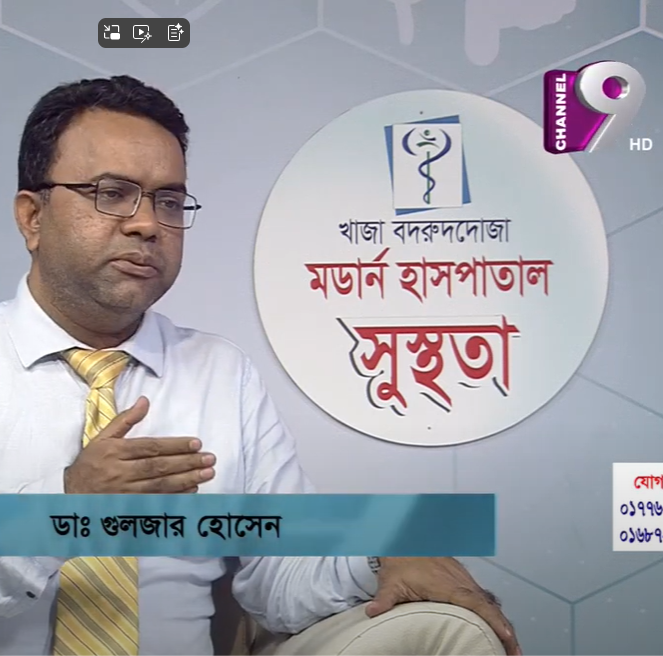 CHANNEL 9
HD
খাজা বদরুদদোজা
মডার্ন হাসপাতাল
সুস্থতা
ডাঃ গুলজার হোসেন